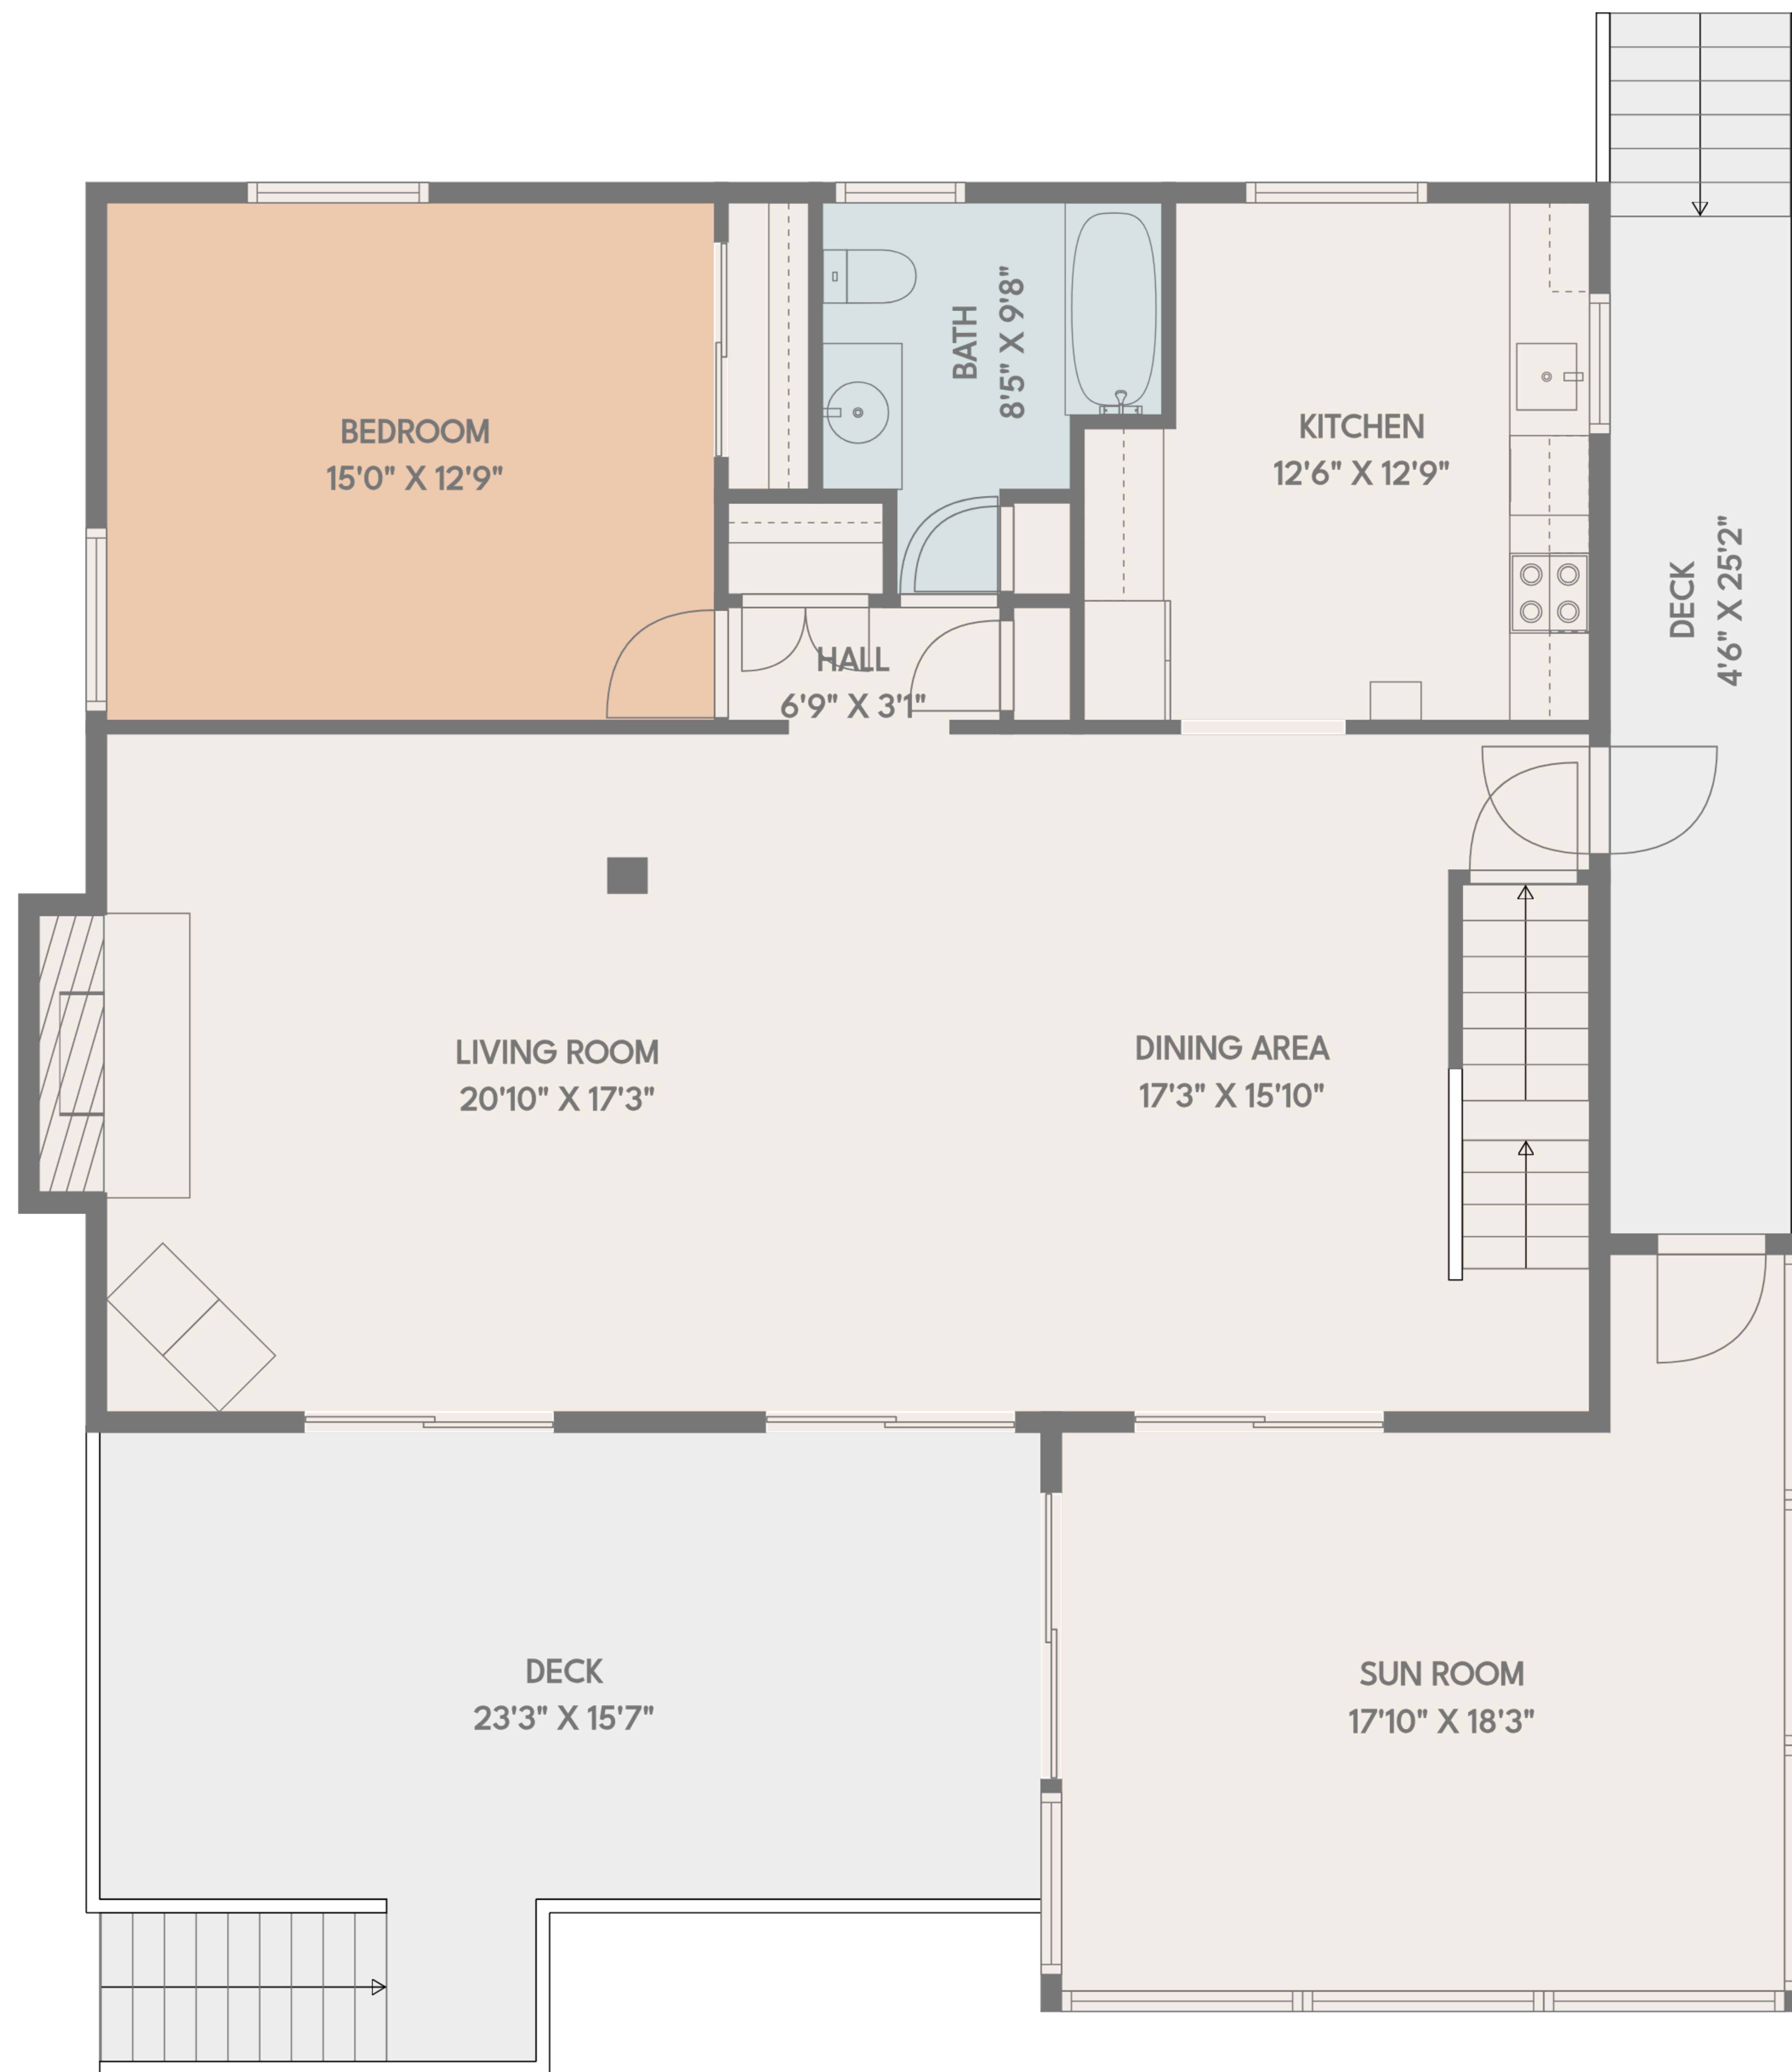 BEDROOM
15'0" X 12'9"
BATH
8'5" X 9'8"
KITCHEN
12'6" X 12'9"
DECK
4'6" X 25'2"
HALL
6'9" X 3'1"
LIVING ROOM
20'10" X 17'3"
DINING AREA
17'3" X 15'10"
DECK
23'3" X 15'7"
SUN ROOM
17'10" X 18'3"